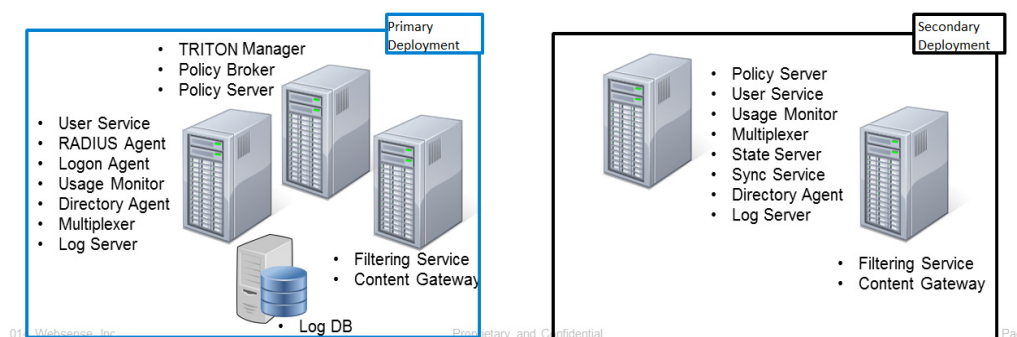 Primary
Deployment
• TRITON Manager
• Policy Broker
• Policy Server
• User Service
• RADIUS Agent
• Logon Agent
• Usage Monitor
• Directory Agent
• Multiplexer
• Log Server
• Filtering Service
• Content Gateway
• Log DB
Secondary
Deployment
• Policy Server
• User Service
• Usage Monitor
• Multiplexer
• State Server
• Sync Service
• Directory Agent
• Log Server
• Filtering Service
• Content Gateway
Websense, Inc.
Proprietary and Confidential